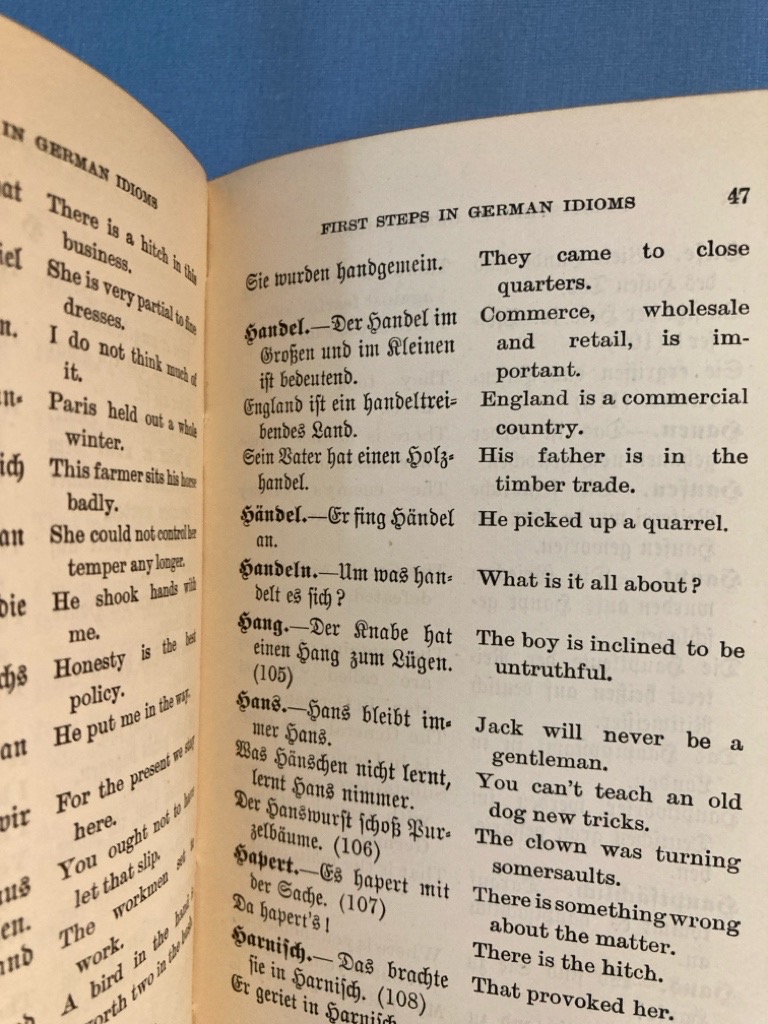 IN GERMAN IDIOMS
There is a hitch in this
business.
She is very partial to fine
dresses.
I do not think much of
it.
Paris held out a whole
winter.
This farmer sits his horse
badly.
She could not control her
temper any longer.
He shook hands with
me.
Honesty is the best
policy.
He put me in the way.
For the present we stay
here.
You ought not to have
let that slip.
The workmen set to
work.
A bird in the hand is
worth two in the bush
FIRST STEPS IN GERMAN IDIOMS 47
Sie wurden handgemein.
Handel.—Der Handel im
Großen und im Kleinen
ist bedeutend.
England ist ein handeltrei=
bendes Land.
Sein Vater hat einen Holz=
handel.
Händel.—Er fing Händel
an.
Handeln.—Um was han=
delt es sich?
Hang.—Der Knabe hat
einen Hang zum Lügen.
(105)
Hans.—Hans bleibt im=
mer Hans.
Was Hänschen nicht lernt,
lernt Hans nimmer.
Der Hanswurst schoß Pur=
zelbäume. (106)
Hapert.—Es hapert mit
der Sache. (107)
Da hapert's!
Harnisch.—Das brachte
sie in Harnisch. (108)
Er geriet in Harnisch.
They came to close
quarters.
Commerce, wholesale
and retail, is im-
portant.
England is a commercial
country.
His father is in the
timber trade.
He picked up a quarrel.
What is it all about?
The boy is inclined to be
untruthful.
Jack will never be a
gentleman.
You can't teach an old
dog new tricks.
The clown was turning
somersaults.
There is something wrong
about the matter.
There is the hitch.
That provoked her.